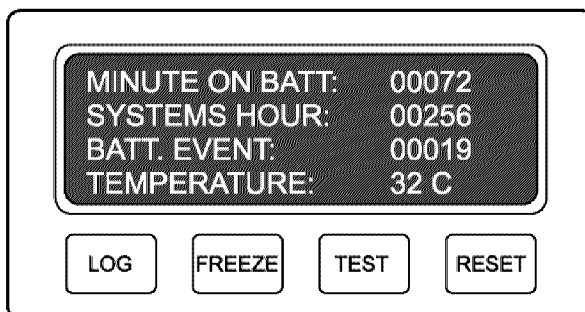 MINUTE ON BATT: 00072
SYSTEMS HOUR: 00256
BATT. EVENT: 00019
TEMPERATURE: 32 C
LOG FREEZE TEST RESET